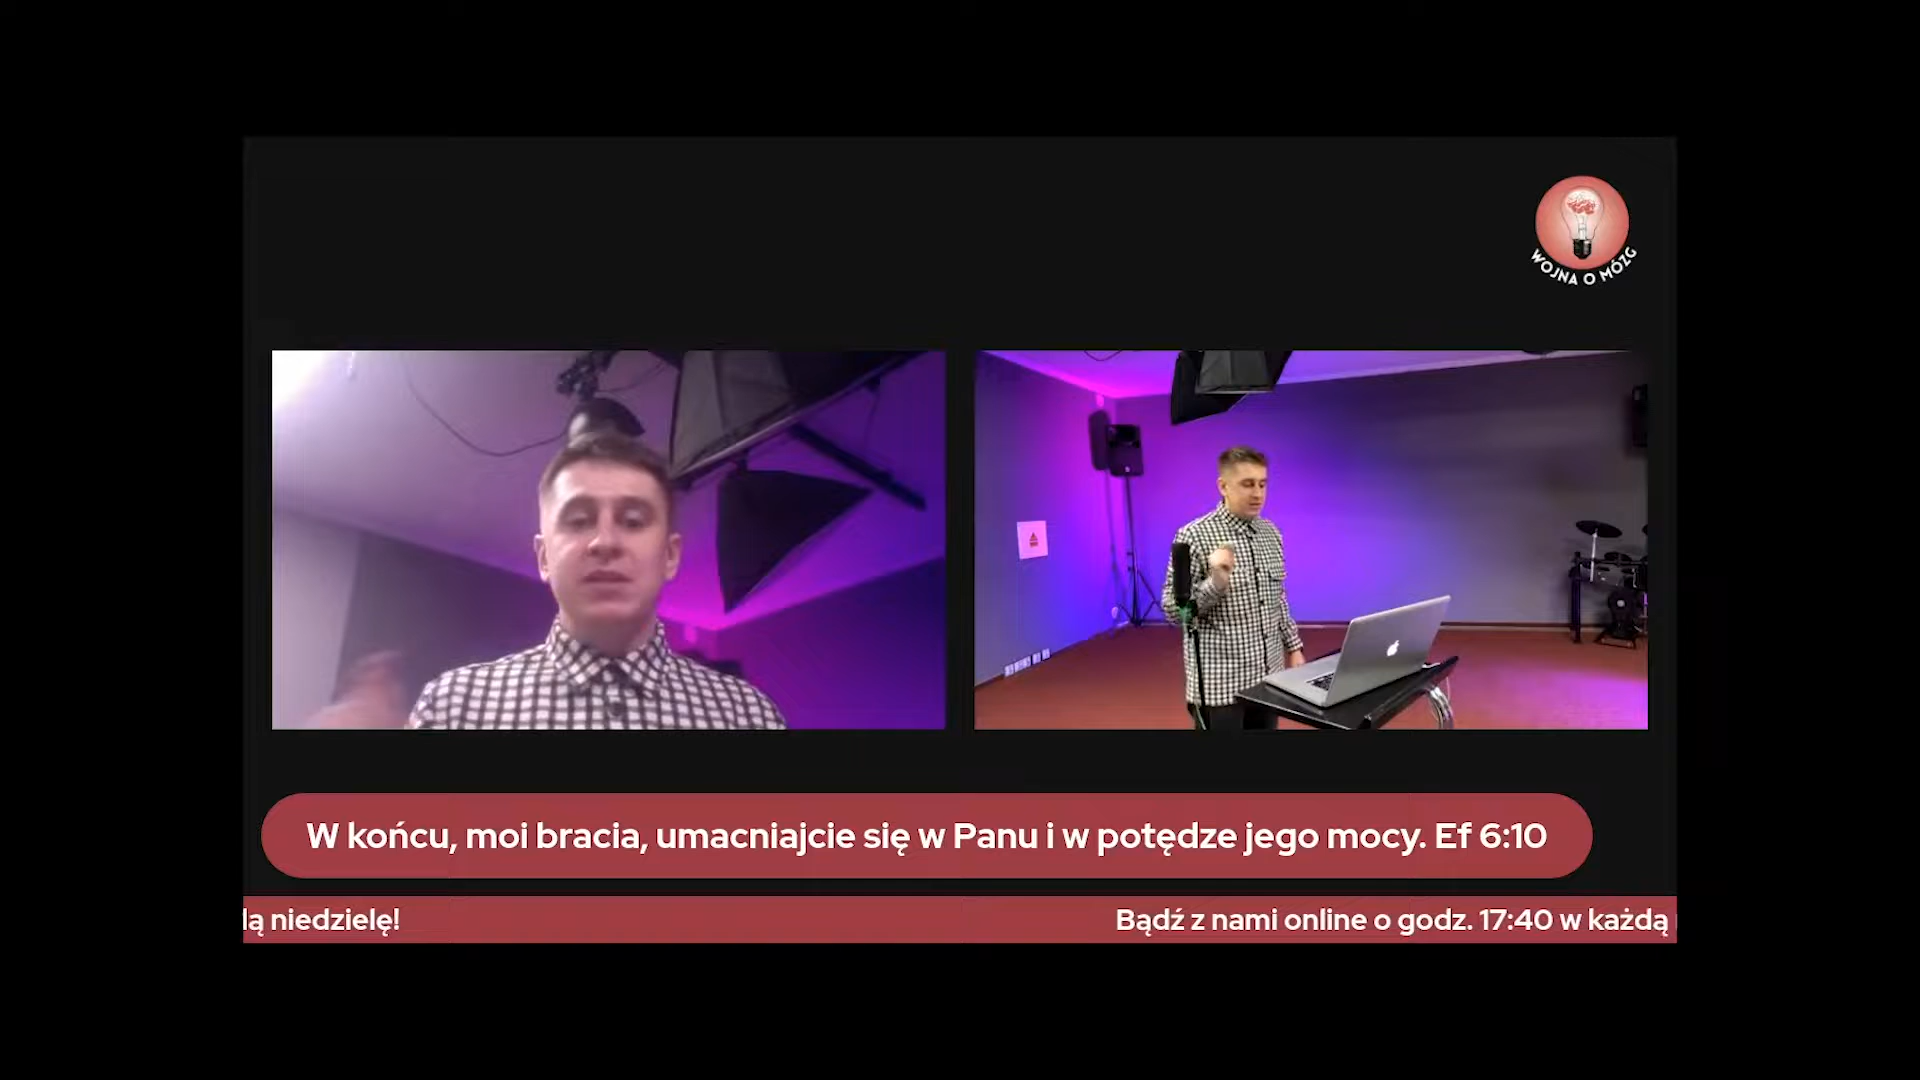 WOJNA O MÓZG
W końcu, moi bracia, umacniajcie się w Panu i w potędze jego mocy. Ef 6:10
dą niedzielę! Bądź z nami online o godz. 17:40 w każdą